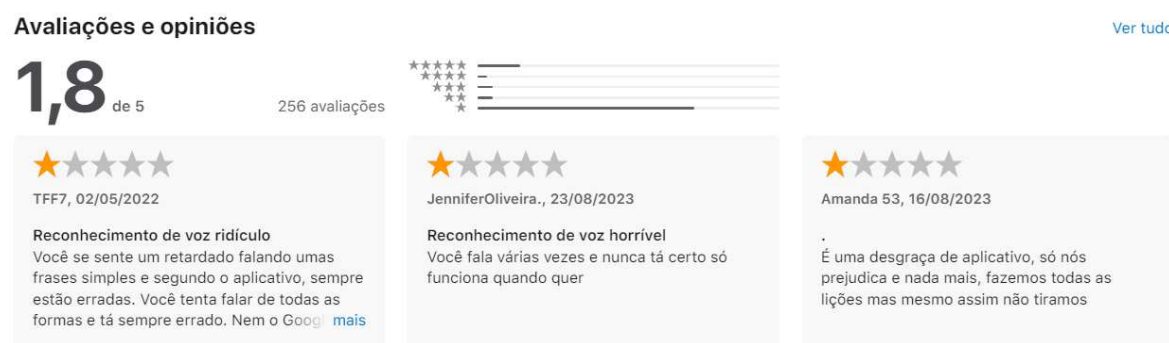 Avaliações e opiniões
Ver tudo
1,8 de 5
256 avaliações
TFF7, 02/05/2022
Reconhecimento de voz ridículo
Você se sente um retardado falando umas
frases simples e segundo o aplicativo, sempre
estão erradas. Você tenta falar de todas as
formas e tá sempre errado. Nem o Goog mais
JenniferOliveira., 23/08/2023
Reconhecimento de voz horrível
Você fala várias vezes e nunca tá certo só
funciona quando quer
Amanda 53, 16/08/2023
.
É uma desgraça de aplicativo, só nós
prejudica e nada mais, fazemos todas as
lições mas mesmo assim não tiramos